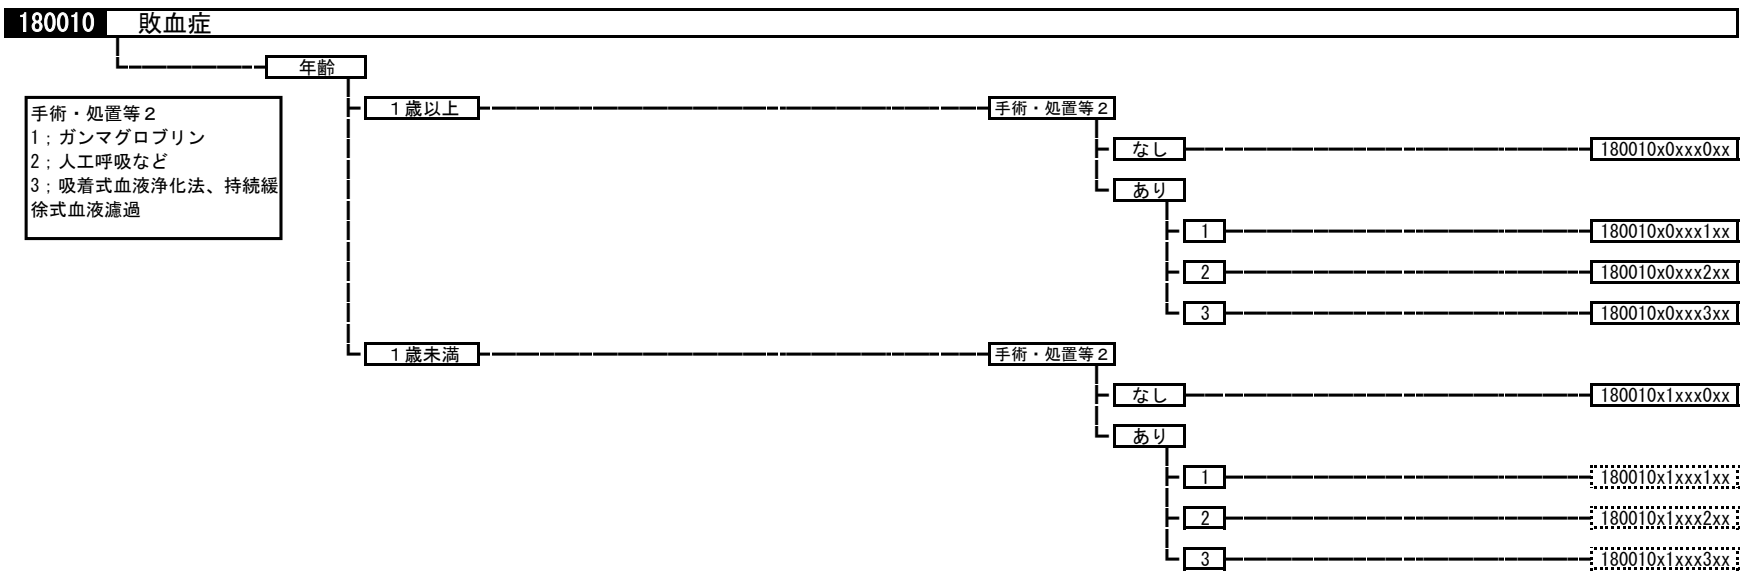 180010 敗血症
年齢
手術・処置等２
1；ガンマグロブリン
2；人工呼吸など
3；吸着式血液浄化法、持続緩
徐式血液濾過
１歳以上 手術・処置等２
なし 180010x0xxx0xx
あり
1 180010x0xxx1xx
2 180010x0xxx2xx
3 180010x0xxx3xx
１歳未満 手術・処置等２
なし 180010x1xxx0xx
あり
1 180010x1xxx1xx
2 180010x1xxx2xx
3 180010x1xxx3xx